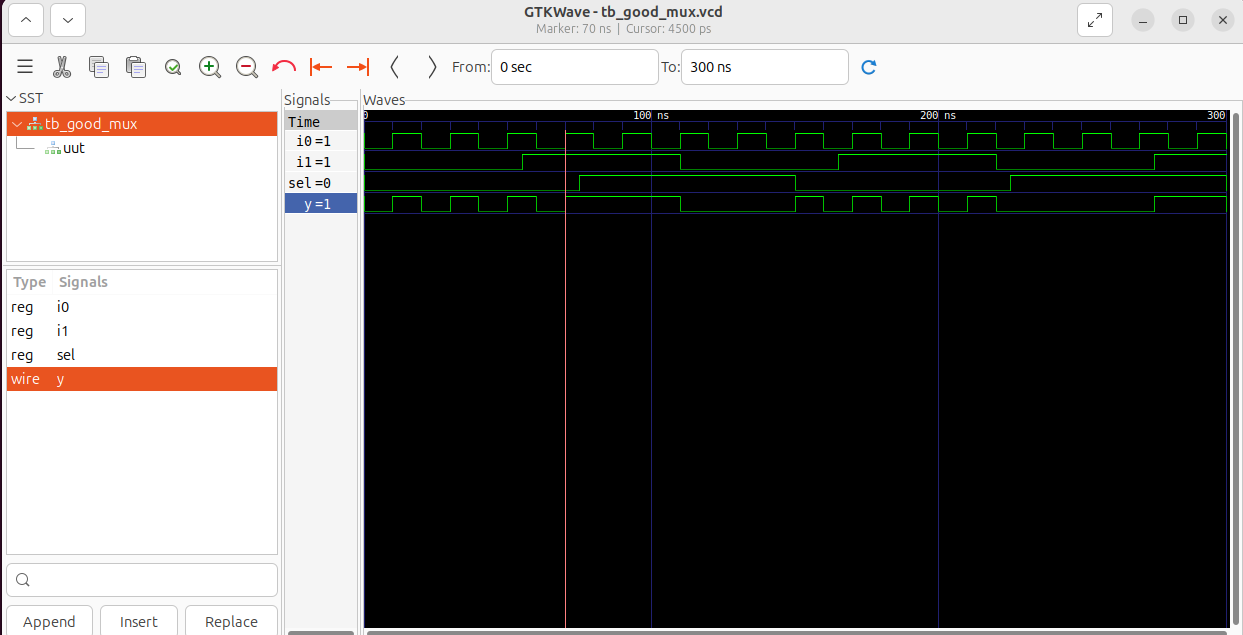 GTKWave - tb_good_mux.vcd
Marker: 70 ns | Cursor: 4500 ps
From: 0 sec To: 300 ns
SST
tb_good_mux
uut
Type Signals
reg i0
reg i1
reg sel
wire y
Append Insert Replace
Signals
Time
i0 =1
i1 =1
sel =0
y =1
Waves
0 100 ns 200 ns 300